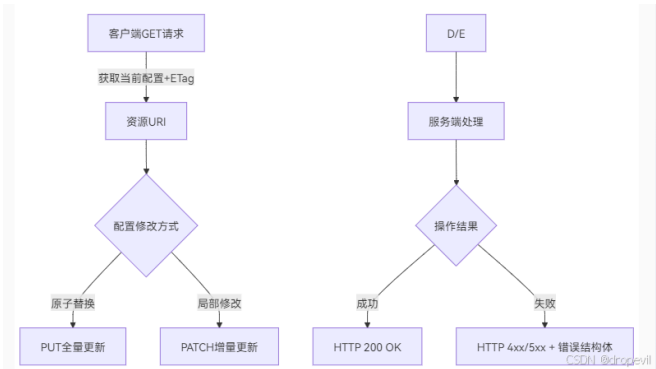 客户端GET请求
获取当前配置+ETag
资源URI
配置修改方式
原子替换
局部修改
PUT全量更新
PATCH增量更新
D/E
服务端处理
操作结果
成功
失败
HTTP 200 OK
HTTP 4xx/5xx + 错误结构体
CSDN @dropevil